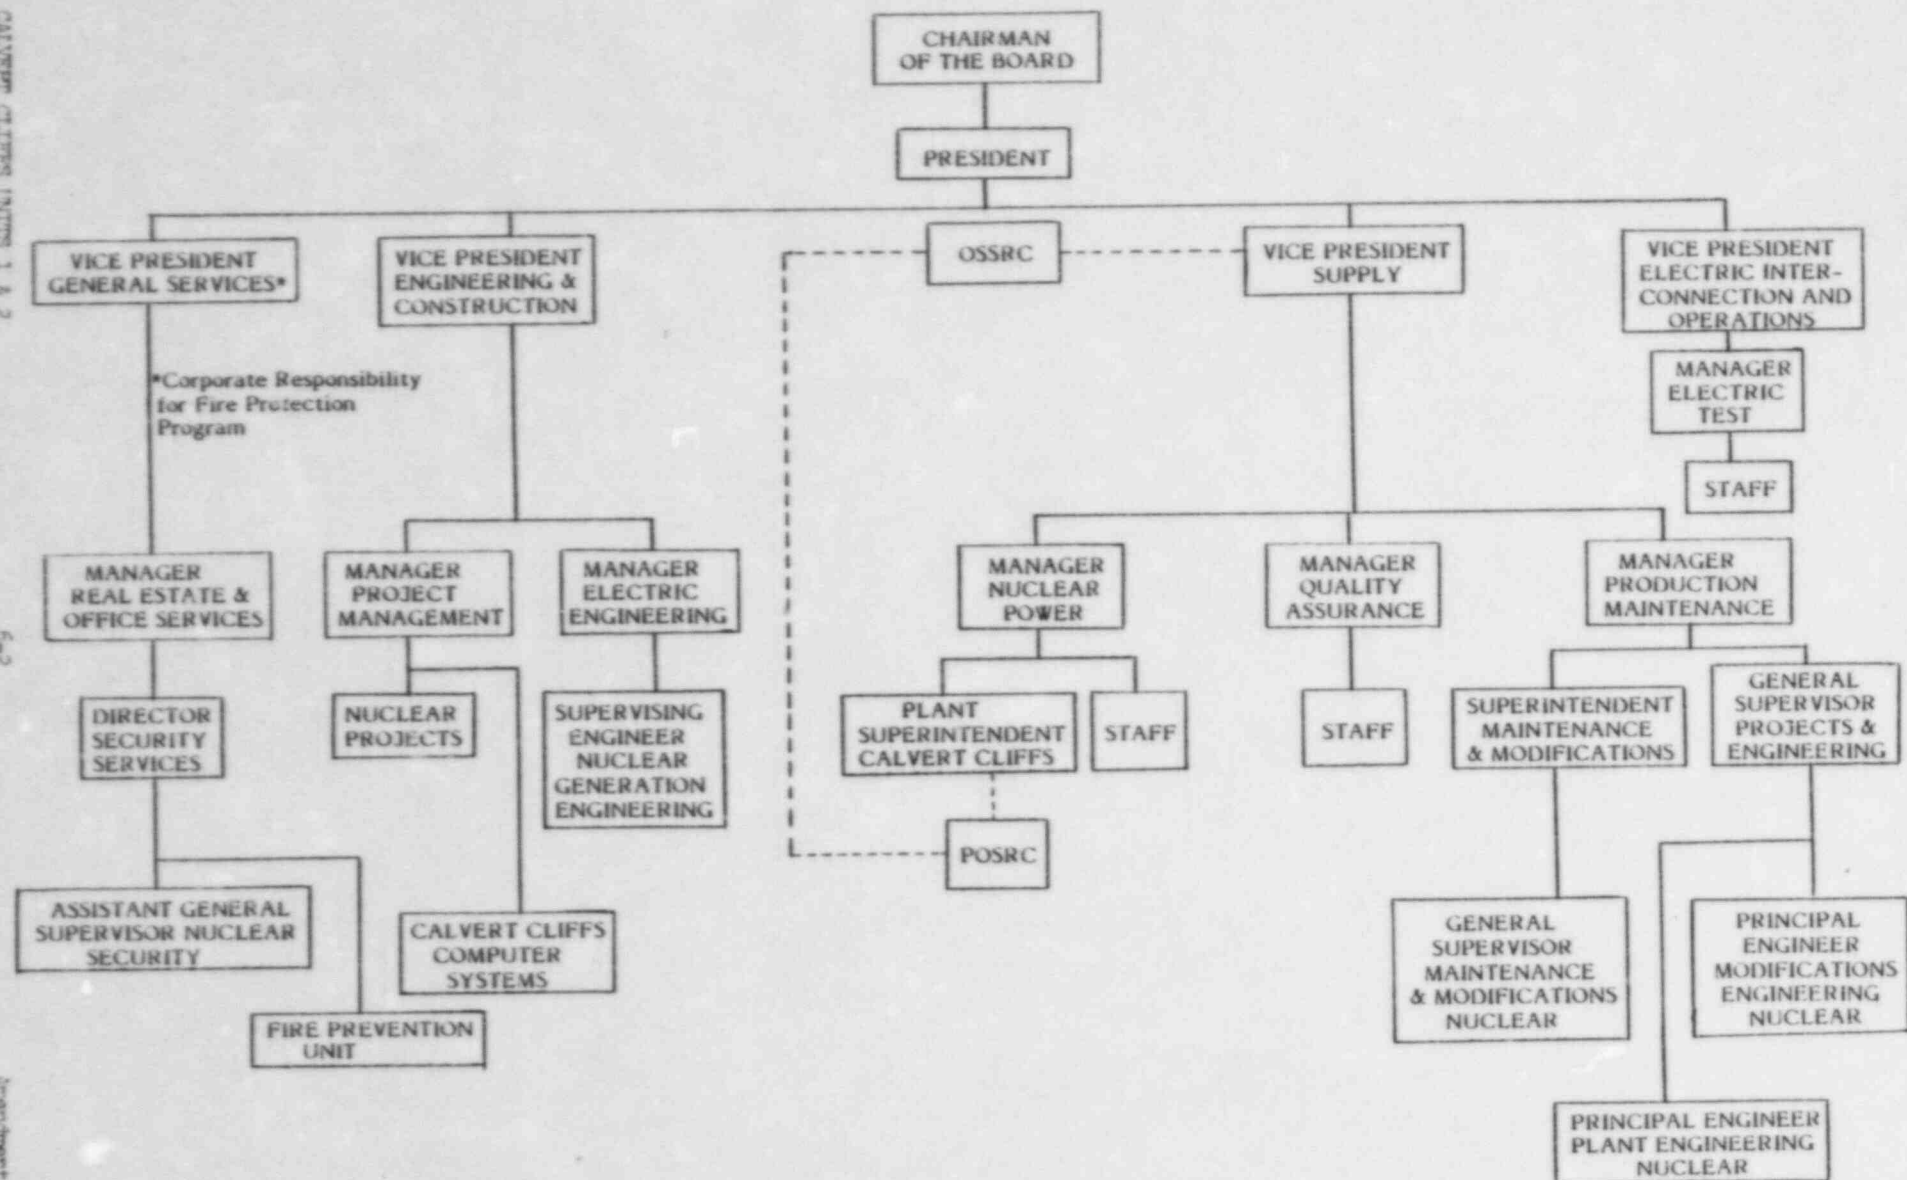 CHAIRMAN
OF THE BOARD
PRESIDENT
VICE PRESIDENT
GENERAL SERVICES*
VICE PRESIDENT
ENGINEERING &
CONSTRUCTION
OSSRC
VICE PRESIDENT
SUPPLY
VICE PRESIDENT
ELECTRIC INTER-
CONNECTION AND
OPERATIONS
*Corporate Responsibility
for Fire Protection
Program
MANAGER
ELECTRIC
TEST
STAFF
MANAGER
REAL ESTATE &
OFFICE SERVICES
MANAGER
PROJECT
MANAGEMENT
MANAGER
ELECTRIC
ENGINEERING
MANAGER
NUCLEAR
POWER
MANAGER
QUALITY
ASSURANCE
MANAGER
PRODUCTION
MAINTENANCE
DIRECTOR
SECURITY
SERVICES
NUCLEAR
PROJECTS
SUPERVISING
ENGINEER
NUCLEAR
GENERATION
ENGINEERING
PLANT
SUPERINTENDENT
CALVERT CLIFFS
STAFF
STAFF
SUPERINTENDENT
MAINTENANCE
& MODIFICATIONS
GENERAL
SUPERVISOR
PROJECTS &
ENGINEERING
POSRC
ASSISTANT GENERAL
SUPERVISOR NUCLEAR
SECURITY
CALVERT CLIFFS
COMPUTER
SYSTEMS
GENERAL
SUPERVISOR
MAINTENANCE
& MODIFICATIONS
NUCLEAR
PRINCIPAL
ENGINEER
MODIFICATIONS
ENGINEERING
NUCLEAR
FIRE PREVENTION
UNIT
PRINCIPAL ENGINEER
PLANT ENGINEERING
NUCLEAR
CALVERT CLIFFS UNITS 1 & 2